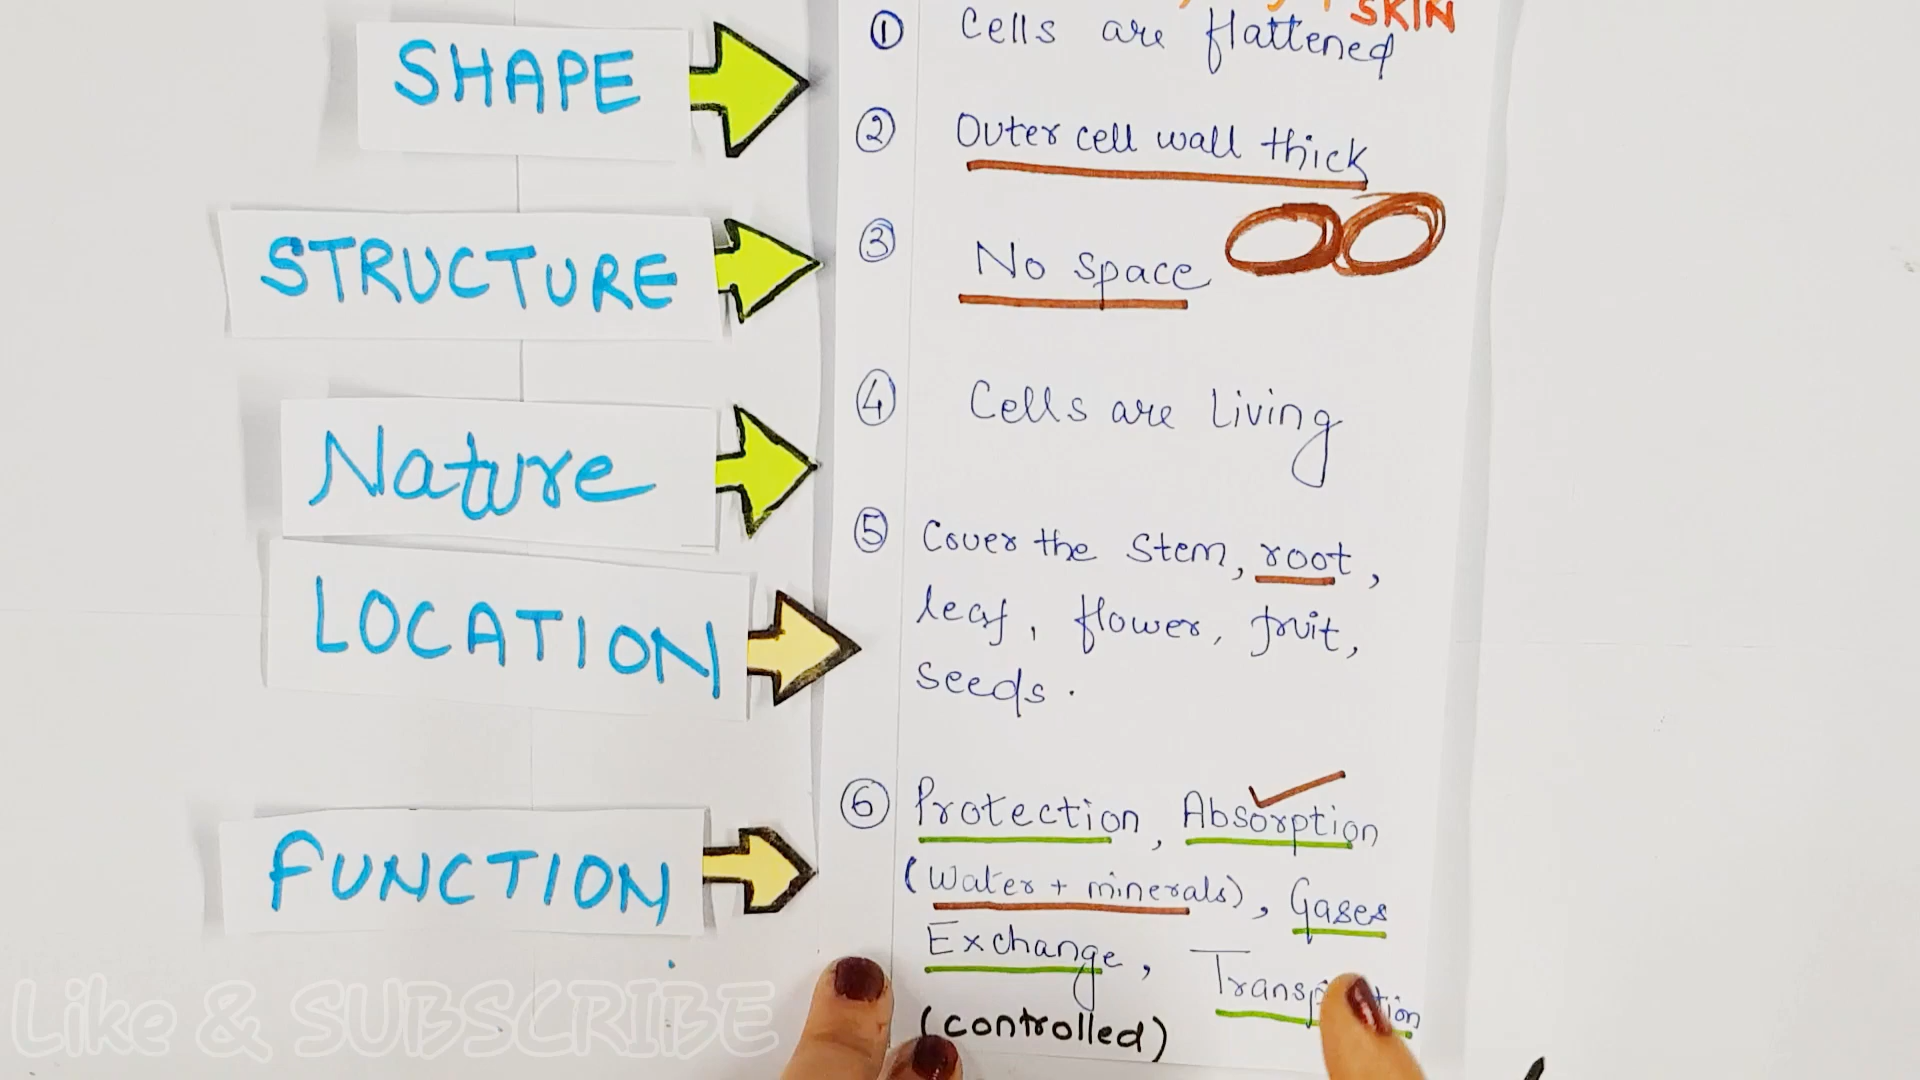 SKIN
SHAPE
① Cells are flattened
② Outer cell wall thick
STRUCTURE
③ No space
Nature
④ Cells are Living
LOCATION
⑤ Cover the Stem, root,
leaf, flower, fruit,
seeds.
FUNCTION
⑥ Protection, Absorption
(Water + minerals), Gases
Exchange,
(controlled)
Like & SUBSCRIBE